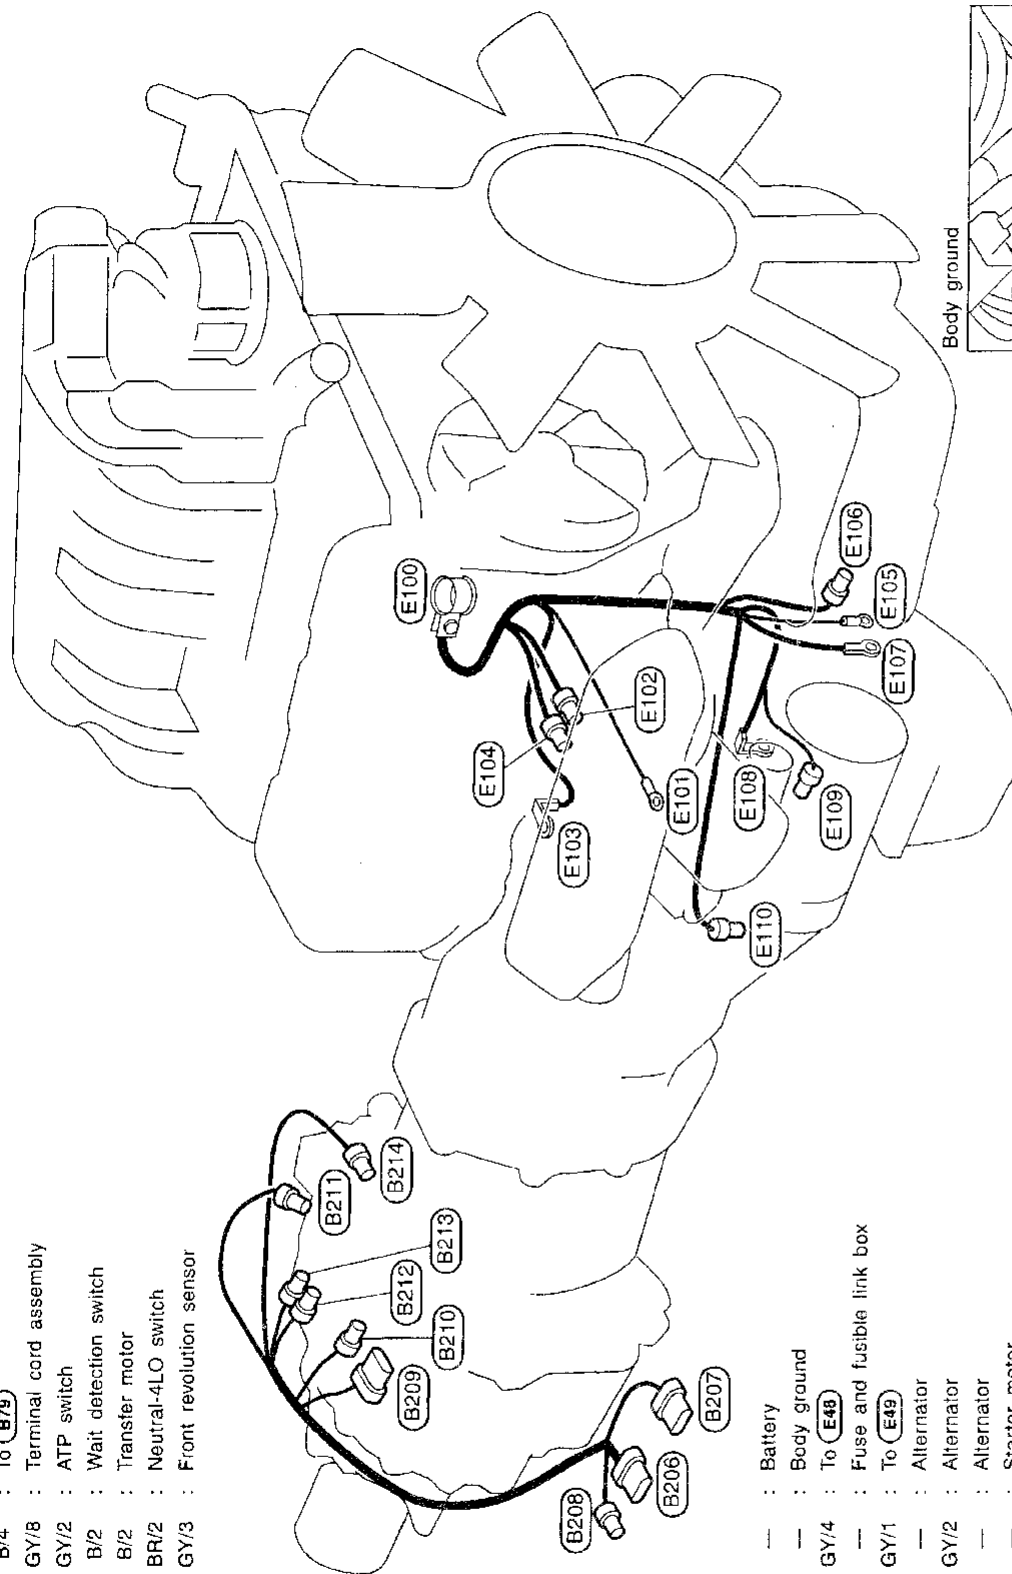 B/4 : To B79
GY/8 : Terminal cord assembly
GY/2 : ATP switch
B/2 : Wait detection switch
B/2 : Transfer motor
BR/2 : Neutral-4LO switch
GY/3 : Front revolution sensor
B211
B214
B213
B212
B210
B209
B207
B206
B208
E100
E104
E102
E103
E101
E106
E105
E107
E108
E109
E110
— : Battery
— : Body ground
GY/4 : To E48
— : Fuse and fusible link box
GY/1 : To E49
— : Alternator
GY/2 : Alternator
— : Alternator
— : Starter motor
Body ground